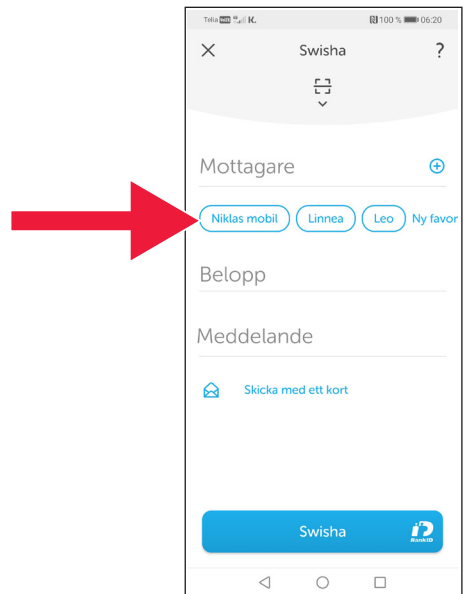 Telia K. 100 % 06:20
Swisha ?
Mottagare
Niklas mobil Linnea Leo Ny favor
Belopp
Meddelande
Skicka med ett kort
Swisha
BankID